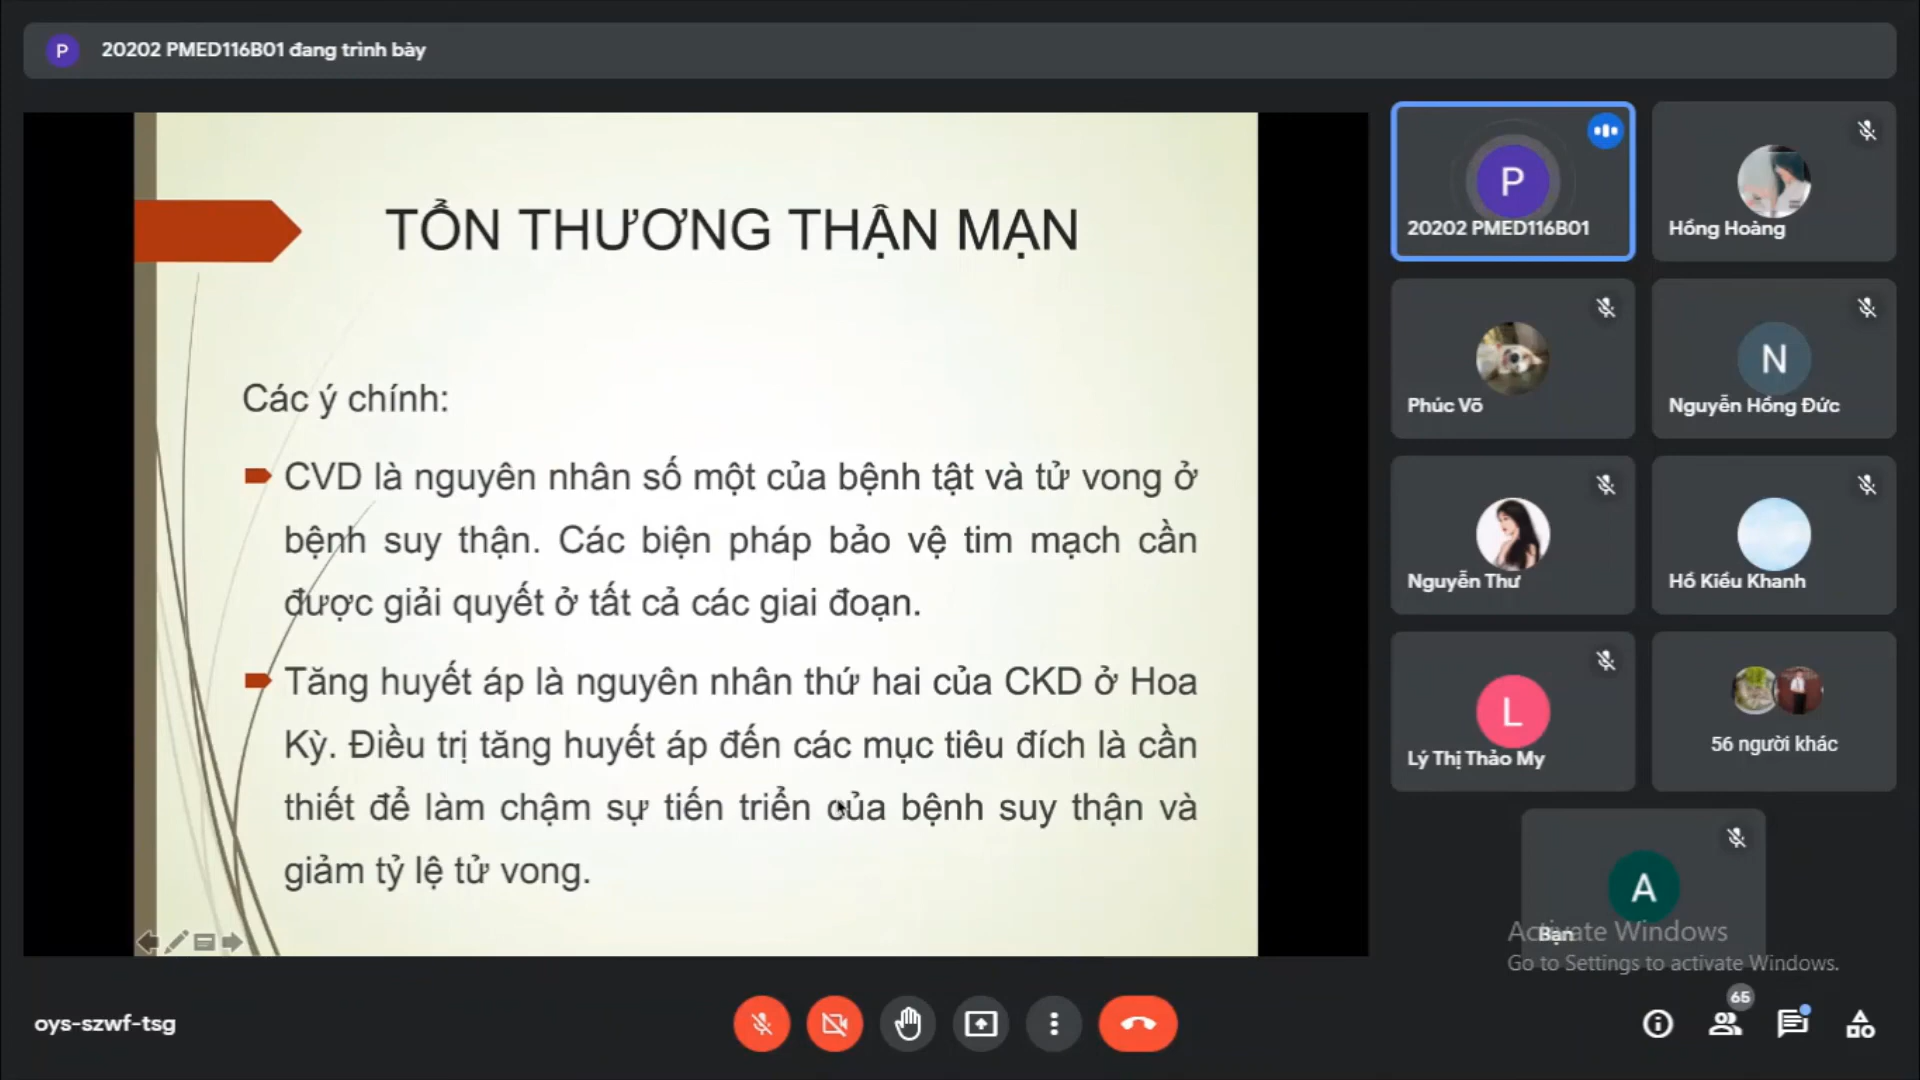 P
20202 PMED116B01 đang trình bày
TỔN THƯƠNG THẬN MẠN
Các ý chính:
CVD là nguyên nhân số một của bệnh tật và tử vong ở
bệnh suy thận. Các biện pháp bảo vệ tim mạch cần
được giải quyết ở tất cả các giai đoạn.
Tăng huyết áp là nguyên nhân thứ hai của CKD ở Hoa
Kỳ. Điều trị tăng huyết áp đến các mục tiêu đích là cần
thiết để làm chậm sự tiến triển của bệnh suy thận và
giảm tỷ lệ tử vong.
P
20202 PMED116B01
Hồng Hoàng
Phúc Võ
N
Nguyễn Hồng Đức
Nguyễn Thư
Hồ Kiều Khanh
L
Lý Thị Thảo My
56 người khác
A
Bạn
Activate Windows
Go to Settings to activate Windows.
oys-szwf-tsg
65